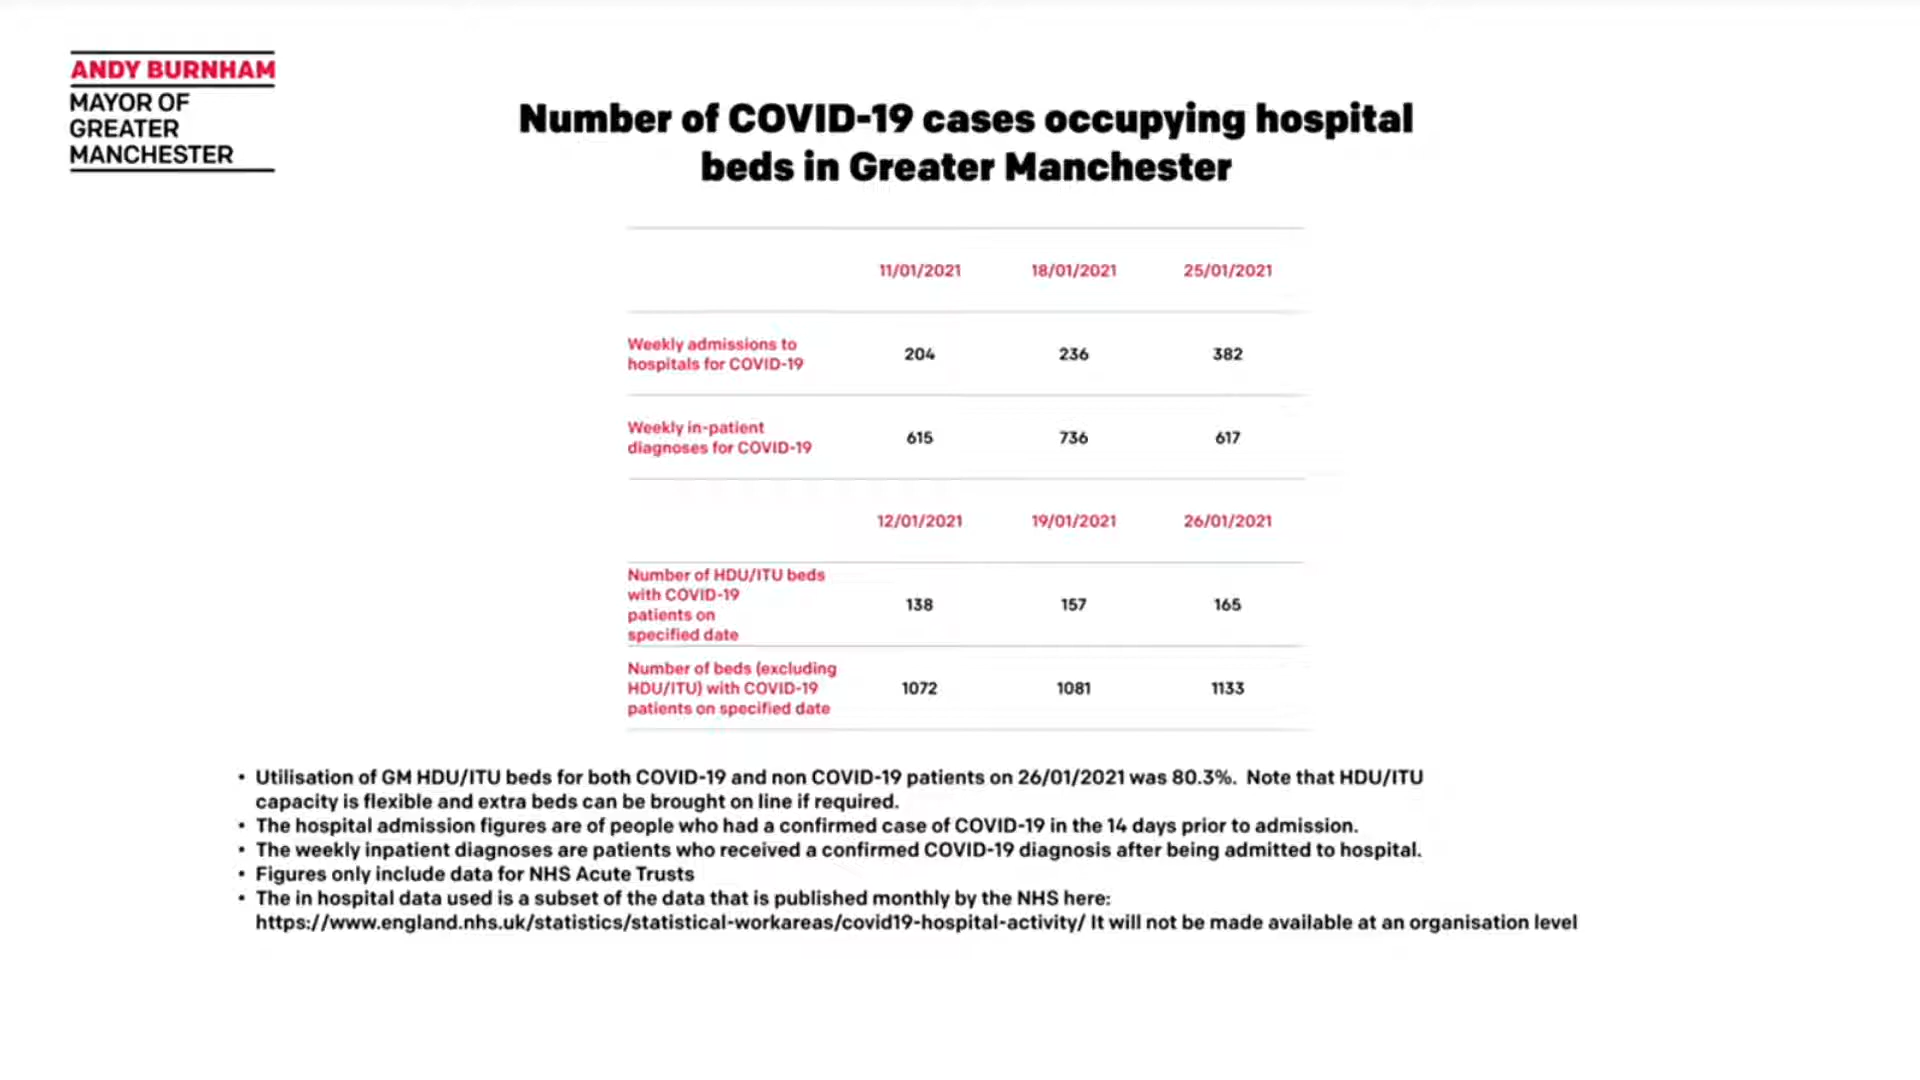 ANDY BURNHAM
MAYOR OF
GREATER
MANCHESTER
Number of COVID-19 cases occupying hospital
beds in Greater Manchester
11/01/2021 18/01/2021 25/01/2021
Weekly admissions to
hospitals for COVID-19
204 236 382
Weekly in-patient
diagnoses for COVID-19
615 736 617
12/01/2021 19/01/2021 26/01/2021
Number of HDU/ITU beds
with COVID-19
patients on
specified date
138 157 165
Number of beds (excluding
HDU/ITU) with COVID-19
patients on specified date
1072 1081 1133
• Utilisation of GM HDU/ITU beds for both COVID-19 and non COVID-19 patients on 26/01/2021 was 80.3%. Note that HDU/ITU
capacity is flexible and extra beds can be brought on line if required.
• The hospital admission figures are of people who had a confirmed case of COVID-19 in the 14 days prior to admission.
• The weekly inpatient diagnoses are patients who received a confirmed COVID-19 diagnosis after being admitted to hospital.
• Figures only include data for NHS Acute Trusts
• The in hospital data used is a subset of the data that is published monthly by the NHS here:
https://www.england.nhs.uk/statistics/statistical-workareas/covid19-hospital-activity/ It will not be made available at an organisation level